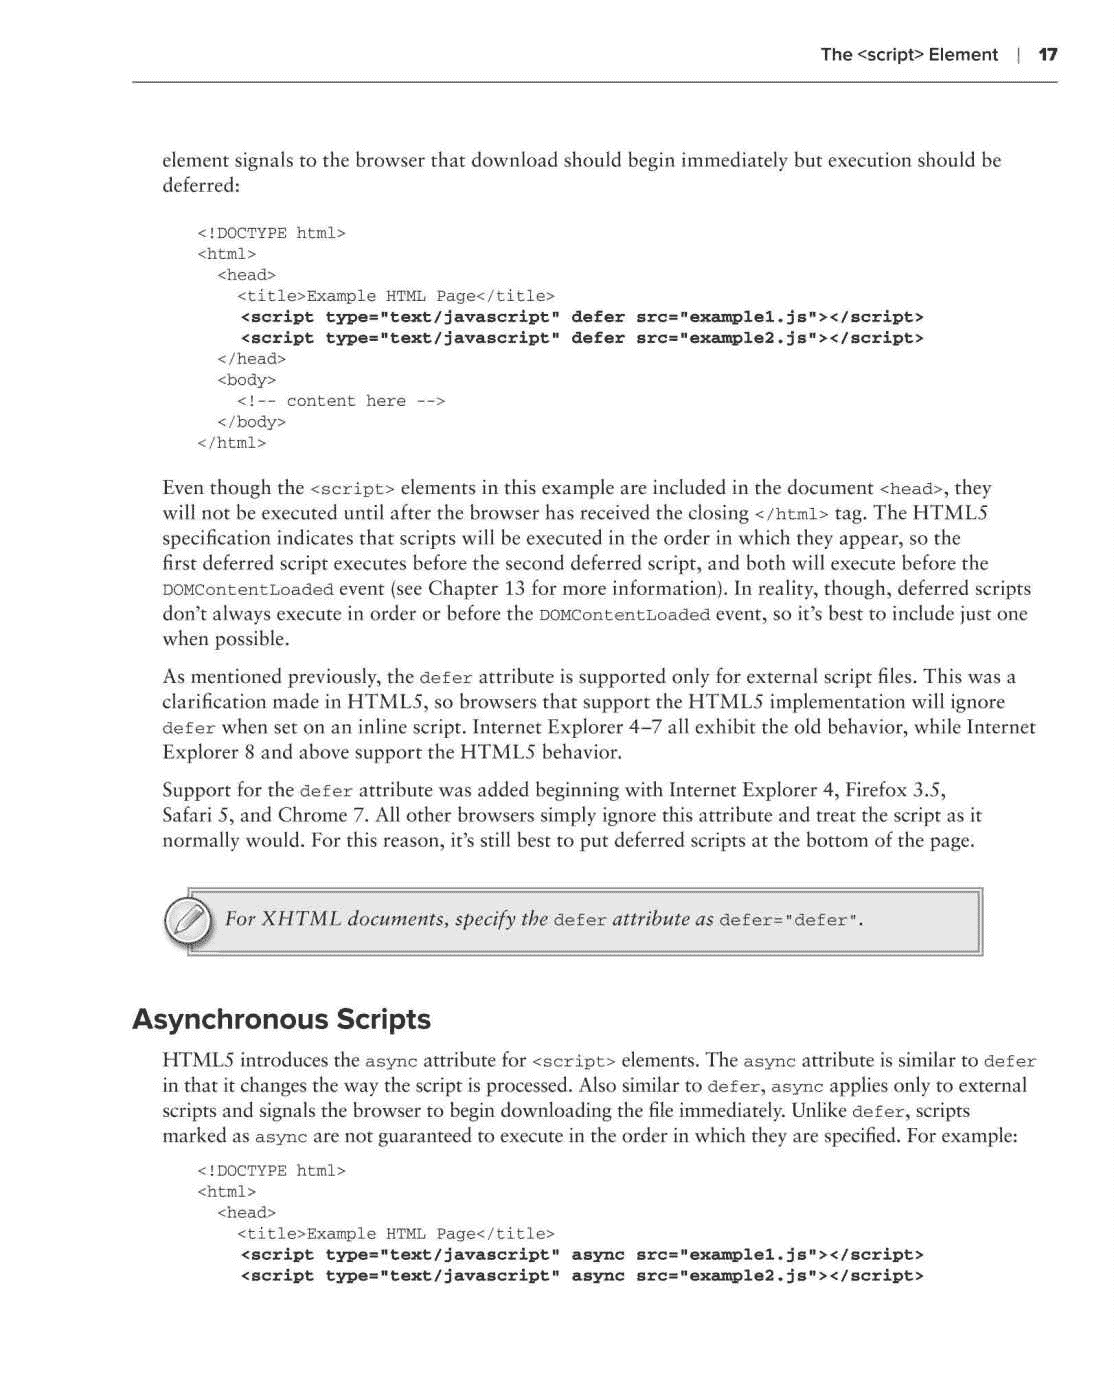 The <script> Element | 17
element signals to the browser that download should begin immediately but execution should be
deferred:
<!DOCTYPE html>
<html>
<head>
<title>Example HTML Page</title>
<script type="text/javascript" defer src="example1.js"></script>
<script type="text/javascript" defer src="example2.js"></script>
</head>
<body>
<!-- content here -->
</body>
</html>
Even though the <script> elements in this example are included in the document <head>, they
will not be executed until after the browser has received the closing </html> tag. The HTML5
specification indicates that scripts will be executed in the order in which they appear, so the
first deferred script executes before the second deferred script, and both will execute before the
DOMContentLoaded event (see Chapter 13 for more information). In reality, though, deferred scripts
don't always execute in order or before the DOMContentLoaded event, so it's best to include just one
when possible.
As mentioned previously, the defer attribute is supported only for external script files. This was a
clarification made in HTML5, so browsers that support the HTML5 implementation will ignore
defer when set on an inline script. Internet Explorer 4–7 all exhibit the old behavior, while Internet
Explorer 8 and above support the HTML5 behavior.
Support for the defer attribute was added beginning with Internet Explorer 4, Firefox 3.5,
Safari 5, and Chrome 7. All other browsers simply ignore this attribute and treat the script as it
normally would. For this reason, it's still best to put deferred scripts at the bottom of the page.
For XHTML documents, specify the defer attribute as defer="defer".
Asynchronous Scripts
HTML5 introduces the async attribute for <script> elements. The async attribute is similar to defer
in that it changes the way the script is processed. Also similar to defer, async applies only to external
scripts and signals the browser to begin downloading the file immediately. Unlike defer, scripts
marked as async are not guaranteed to execute in the order in which they are specified. For example:
<!DOCTYPE html>
<html>
<head>
<title>Example HTML Page</title>
<script type="text/javascript" async src="example1.js"></script>
<script type="text/javascript" async src="example2.js"></script>